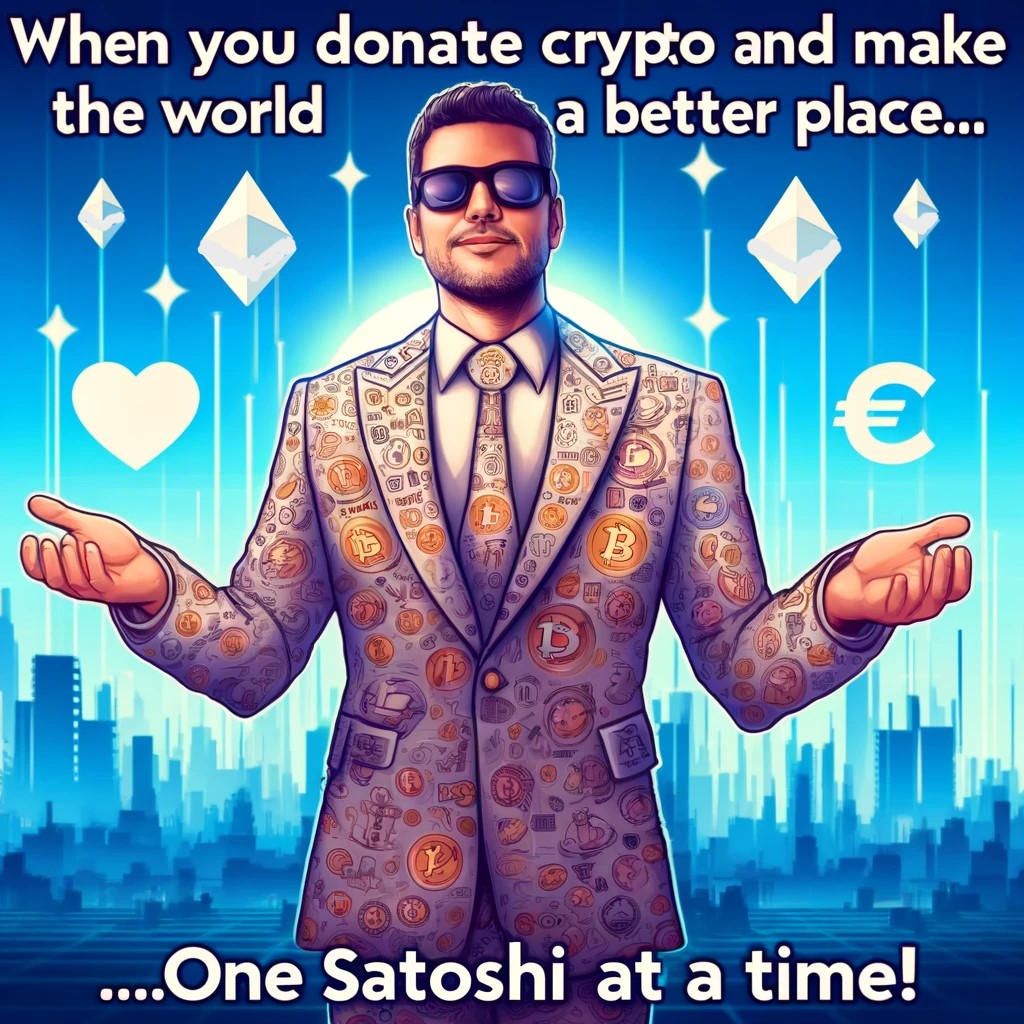 When you donate crypto and make
the world a better place...
€
....One Satoshi at a time!